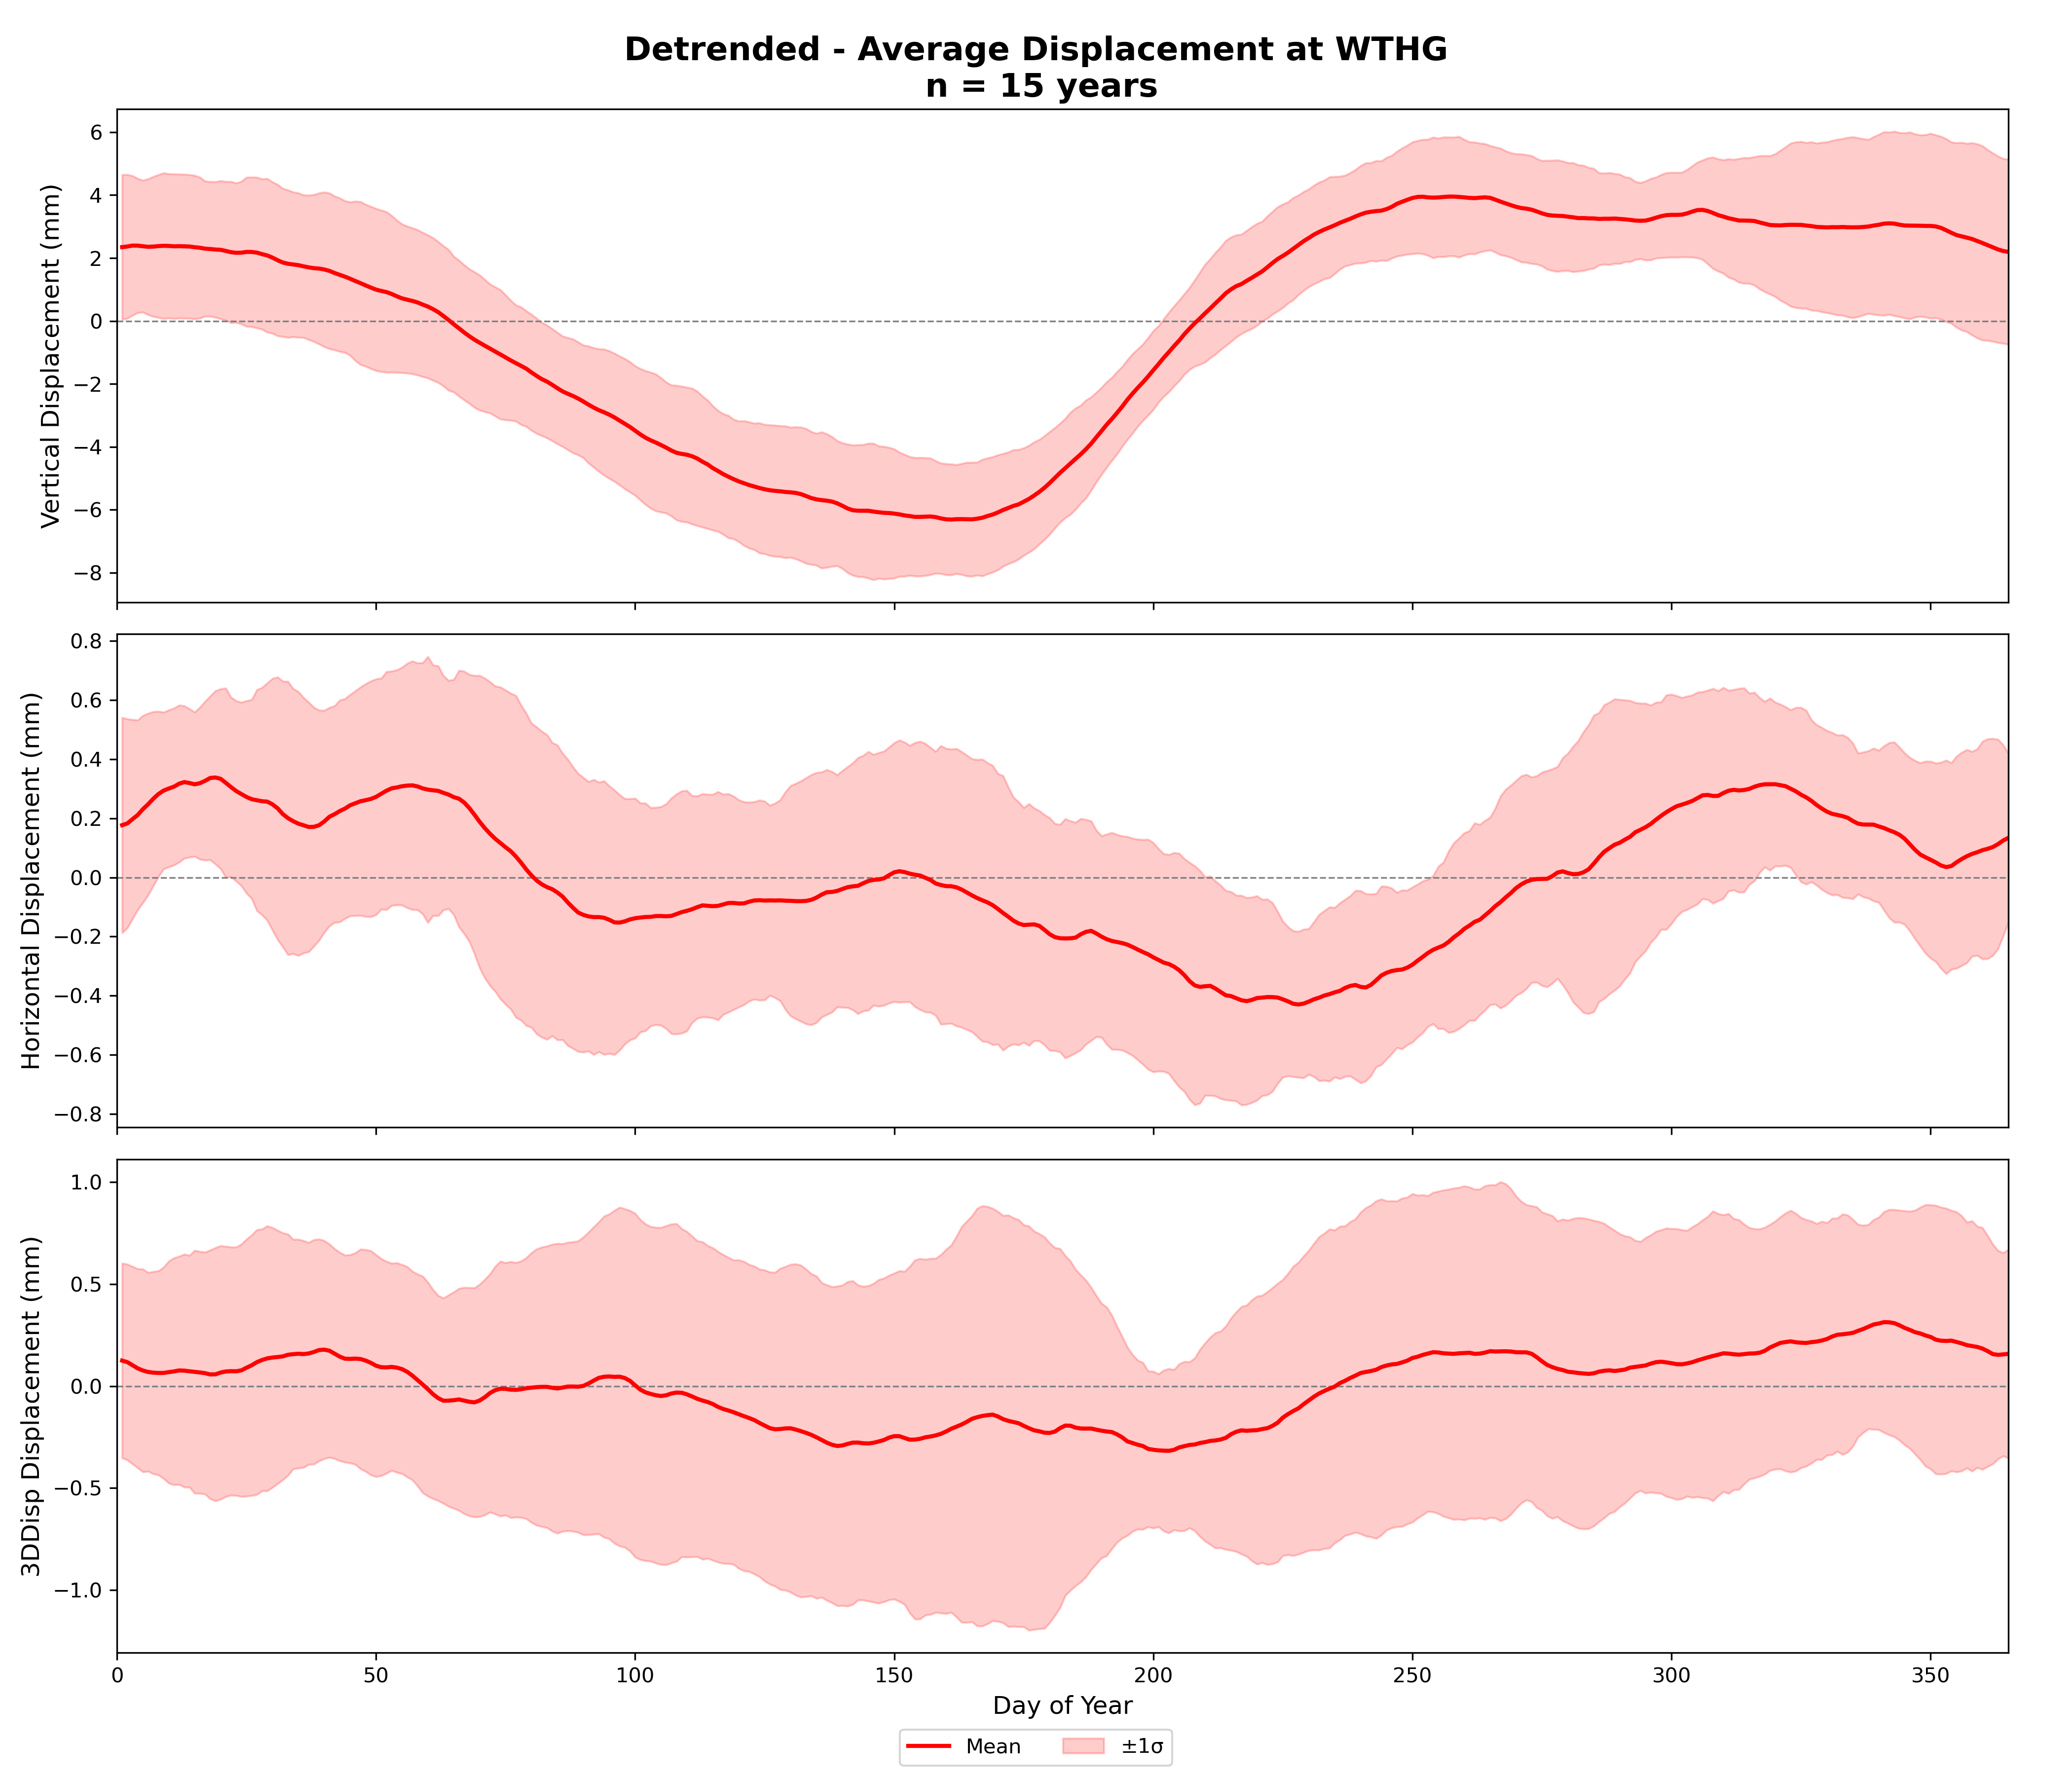 Detrended - Average Displacement at WTHG
n = 15 years
Vertical Displacement (mm)
6
4
2
0
−2
−4
−6
−8
Horizontal Displacement (mm)
0.8
0.6
0.4
0.2
0.0
−0.2
−0.4
−0.6
−0.8
3DDisp Displacement (mm)
1.0
0.5
0.0
−0.5
−1.0
0 50 100 150 200 250 300 350
Day of Year
Mean ±1σ